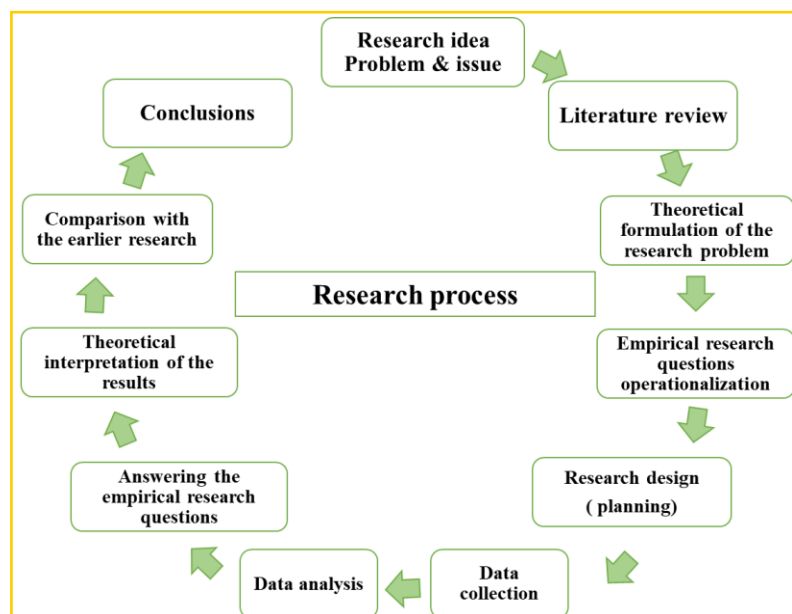 Research idea
Problem & issue
Literature review
Theoretical
formulation of the
research problem
Empirical research
questions
operationalization
Research design
( planning)
Data
collection
Data analysis
Answering the
empirical research
questions
Theoretical
interpretation of the
results
Comparison with
the earlier research
Conclusions
Research process